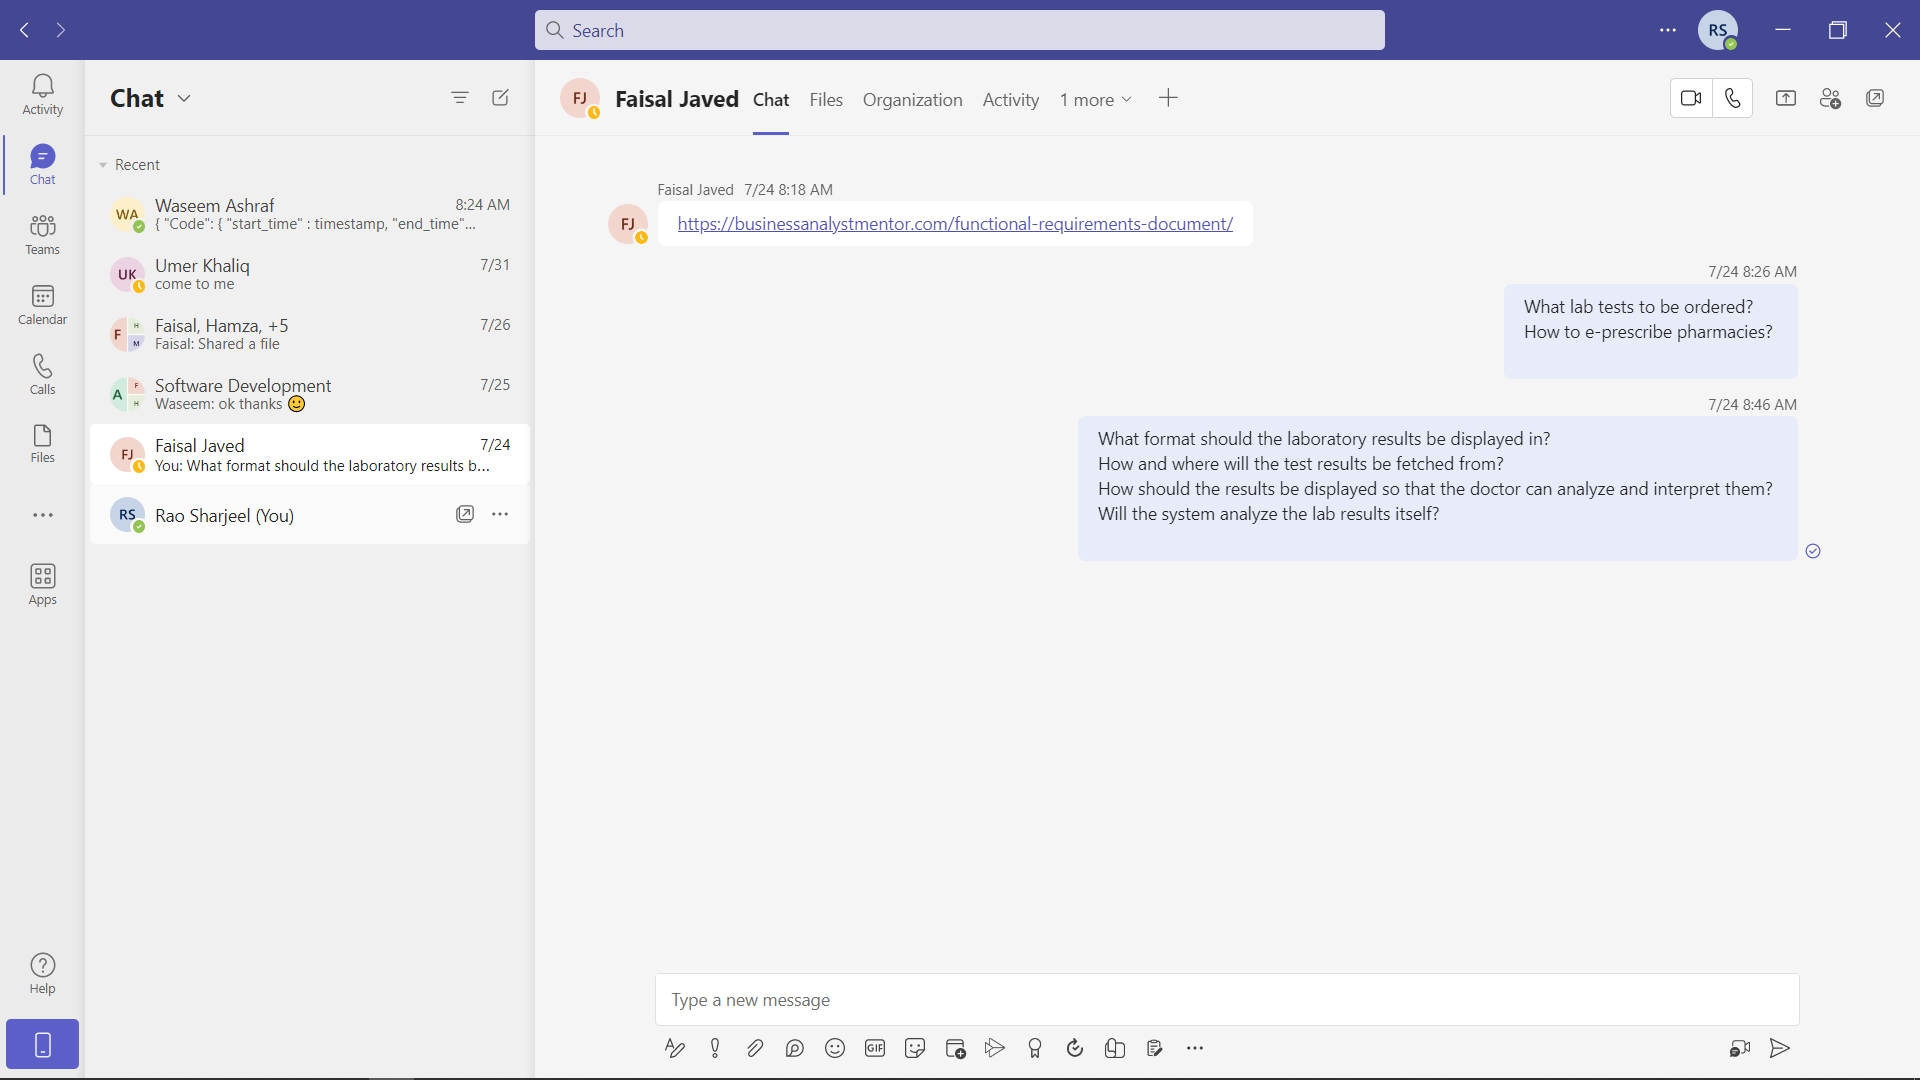 Search
RS
Activity
Chat
Teams
Calendar
Calls
Files
Apps
Help
Chat
Recent
WA
Waseem Ashraf
8:24 AM
{ "Code": { "start_time" : timestamp, "end_time"...
UK
Umer Khaliq
7/31
come to me
F
H
M
Faisal, Hamza, +5
7/26
Faisal: Shared a file
A
F
H
Software Development
7/25
Waseem: ok thanks 🙂
FJ
Faisal Javed
7/24
You: What format should the laboratory results b...
RS
Rao Sharjeel (You)
FJ
Faisal Javed
Chat
Files
Organization
Activity
1 more
Faisal Javed 7/24 8:18 AM
FJ
https://businessanalystmentor.com/functional-requirements-document/
7/24 8:26 AM
What lab tests to be ordered?
How to e-prescribe pharmacies?
7/24 8:46 AM
What format should the laboratory results be displayed in?
How and where will the test results be fetched from?
How should the results be displayed so that the doctor can analyze and interpret them?
Will the system analyze the lab results itself?
Type a new message
GIF